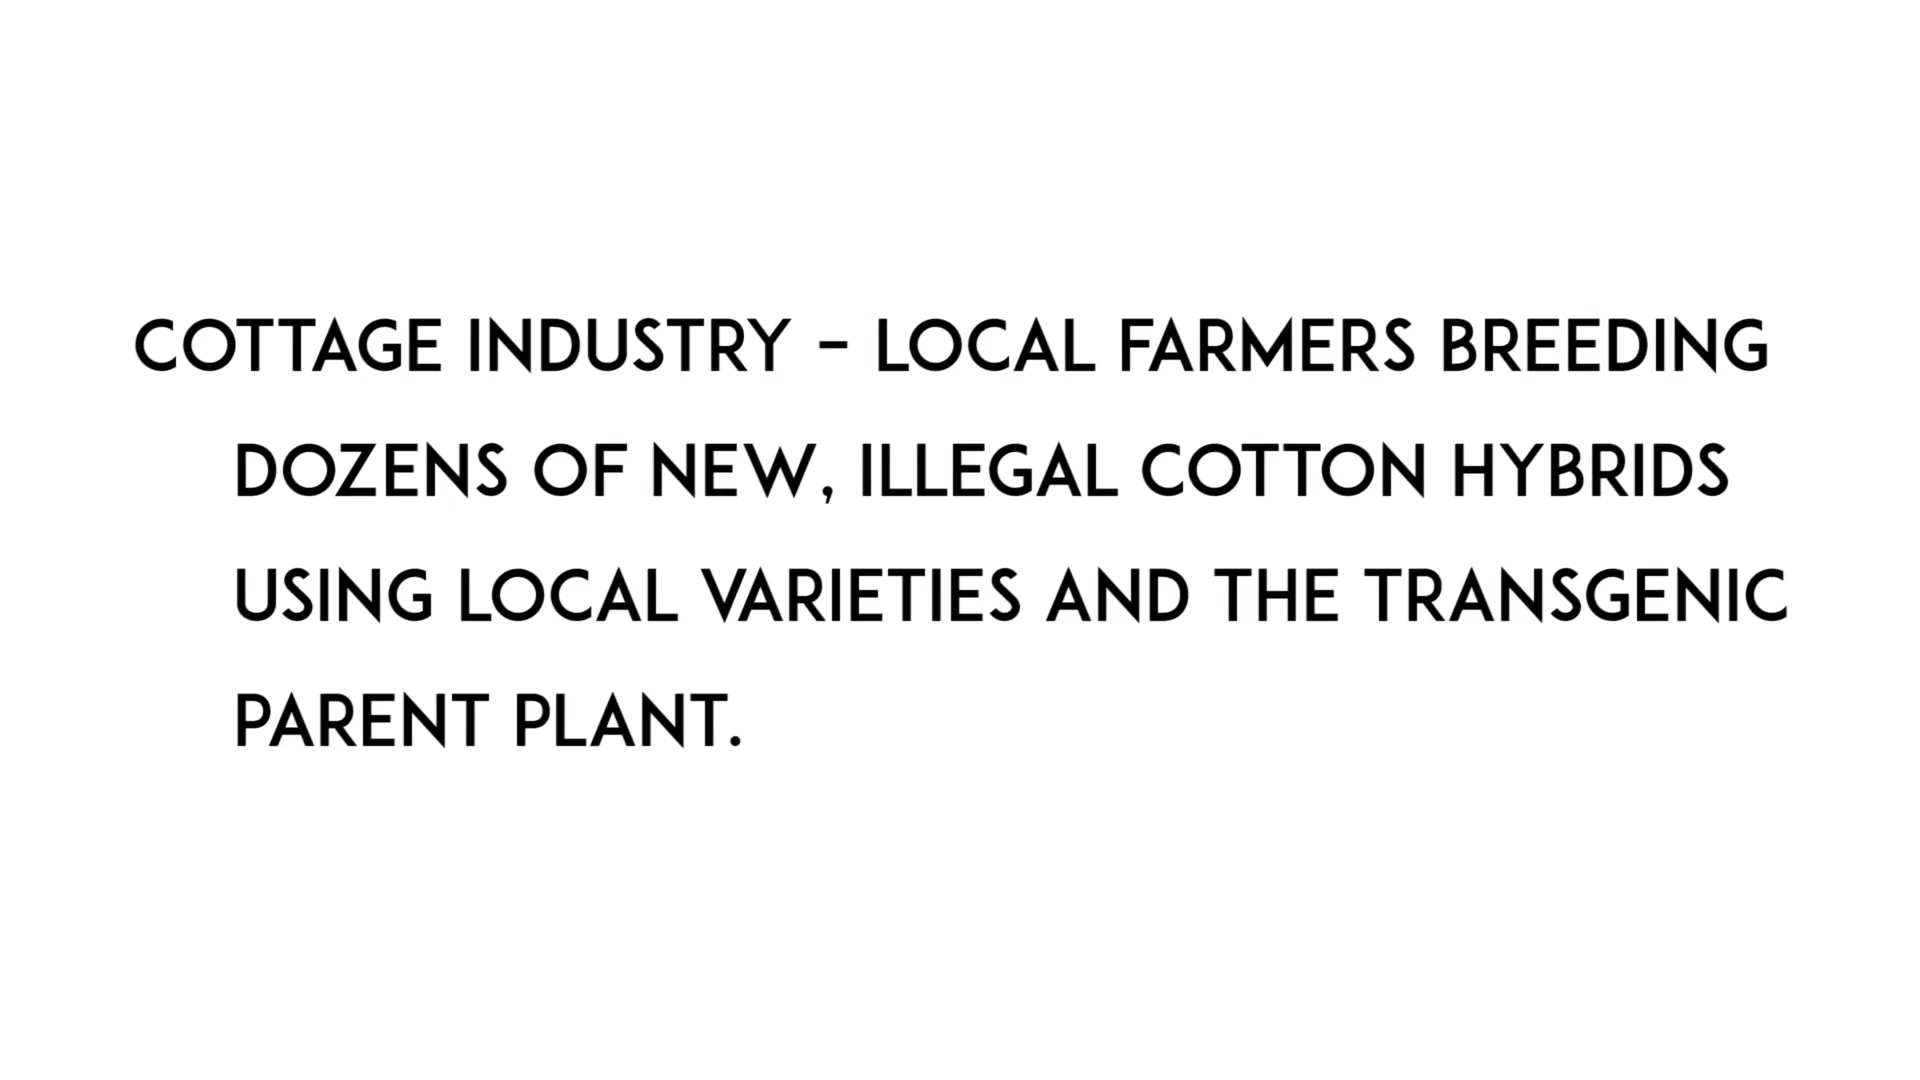 COTTAGE INDUSTRY - LOCAL FARMERS BREEDING
DOZENS OF NEW, ILLEGAL COTTON HYBRIDS
USING LOCAL VARIETIES AND THE TRANSGENIC
PARENT PLANT.